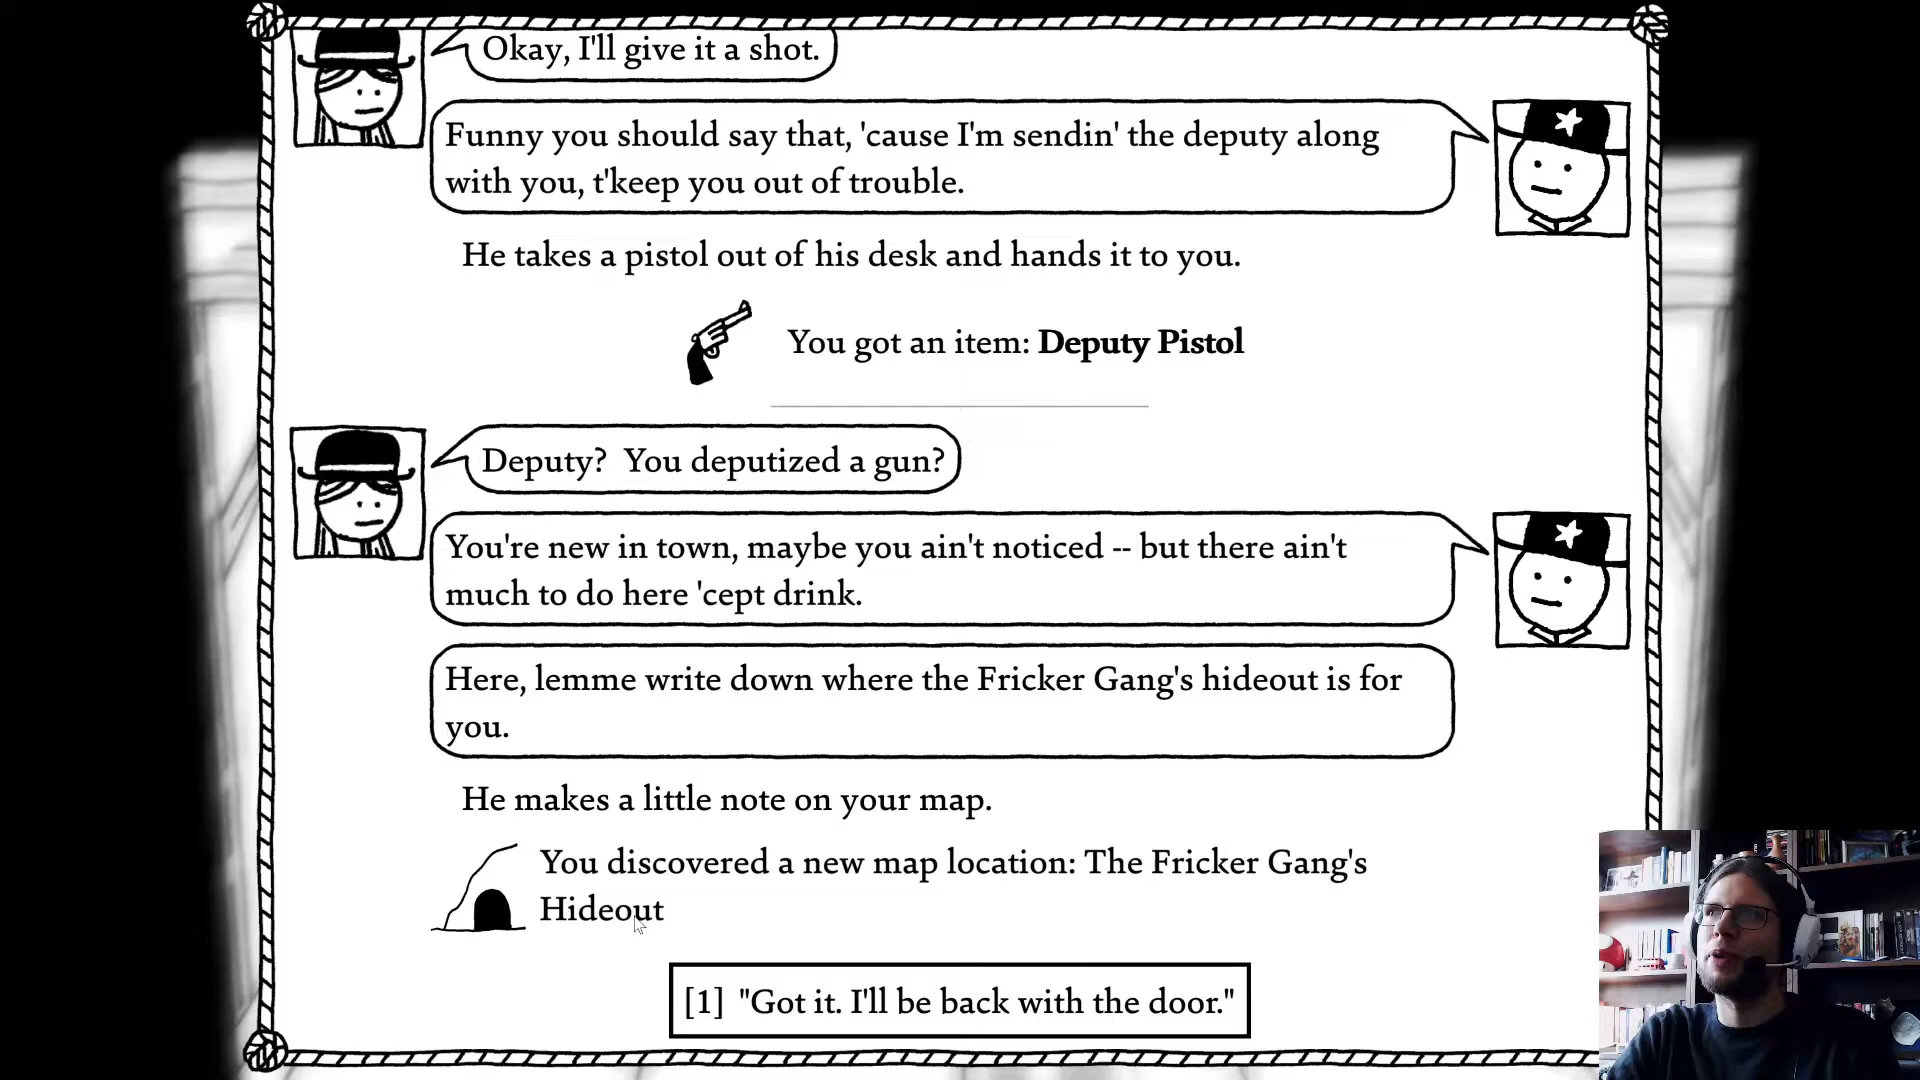 Okay, I'll give it a shot.
Funny you should say that, 'cause I'm sendin' the deputy along
with you, t'keep you out of trouble.
He takes a pistol out of his desk and hands it to you.
You got an item: Deputy Pistol
Deputy?  You deputized a gun?
You're new in town, maybe you ain't noticed -- but there ain't
much to do here 'cept drink.
Here, lemme write down where the Fricker Gang's hideout is for
you.
He makes a little note on your map.
You discovered a new map location: The Fricker Gang's
Hideout
[1] "Got it. I'll be back with the door."